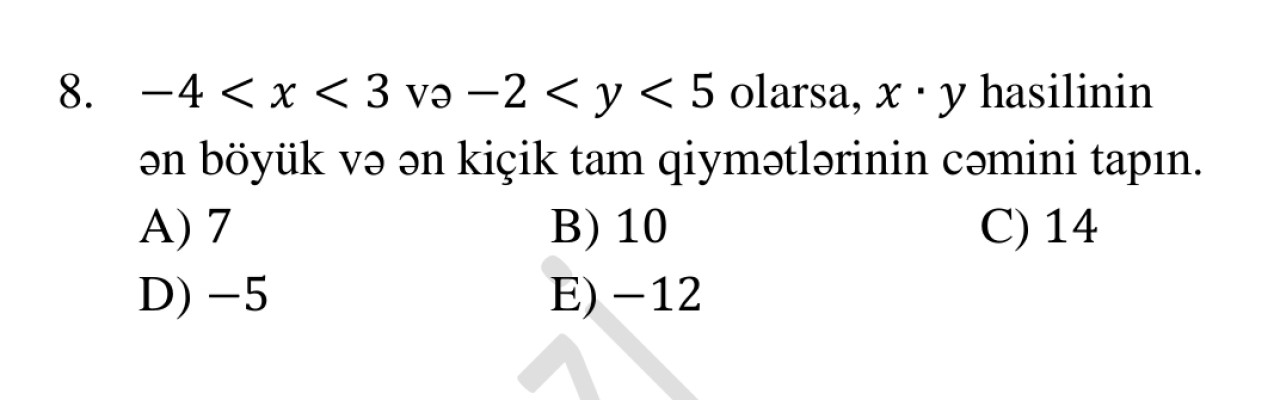 8. −4 < x < 3 və −2 < y < 5 olarsa, x · y hasilinin
ən böyük və ən kiçik tam qiymətlərinin cəmini tapın.
A) 7 B) 10 C) 14
D) −5 E) −12